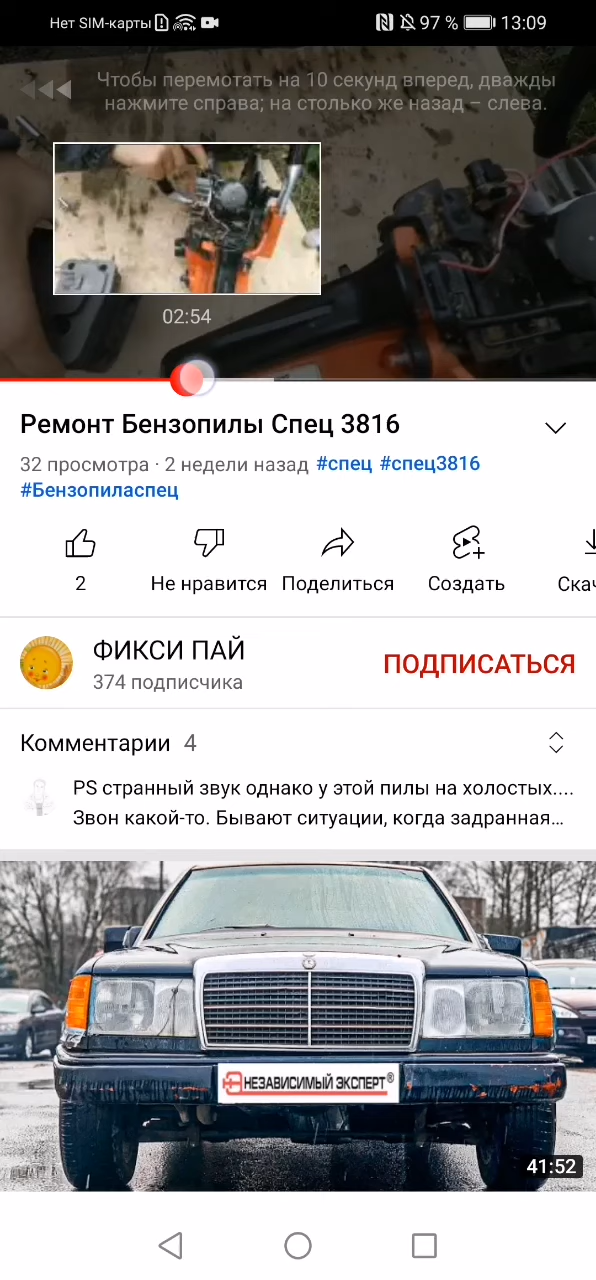 Нет SIM-карты 97 % 13:09
Чтобы перемотать на 10 секунд вперед, дважды
нажмите справа; на столько же назад – слева.
02:54
Ремонт Бензопилы Спец 3816
32 просмотра · 2 недели назад #спец #спец3816
#Бензопиласпец
2 Не нравится Поделиться Создать Скач
ФИКСИ ПАЙ
ПОДПИСАТЬСЯ
374 подписчика
Комментарии 4
PS странный звук однако у этой пилы на холостых....
Звон какой-то. Бывают ситуации, когда задранная...
НЕЗАВИСИМЫЙ ЭКСПЕРТ®
41:52